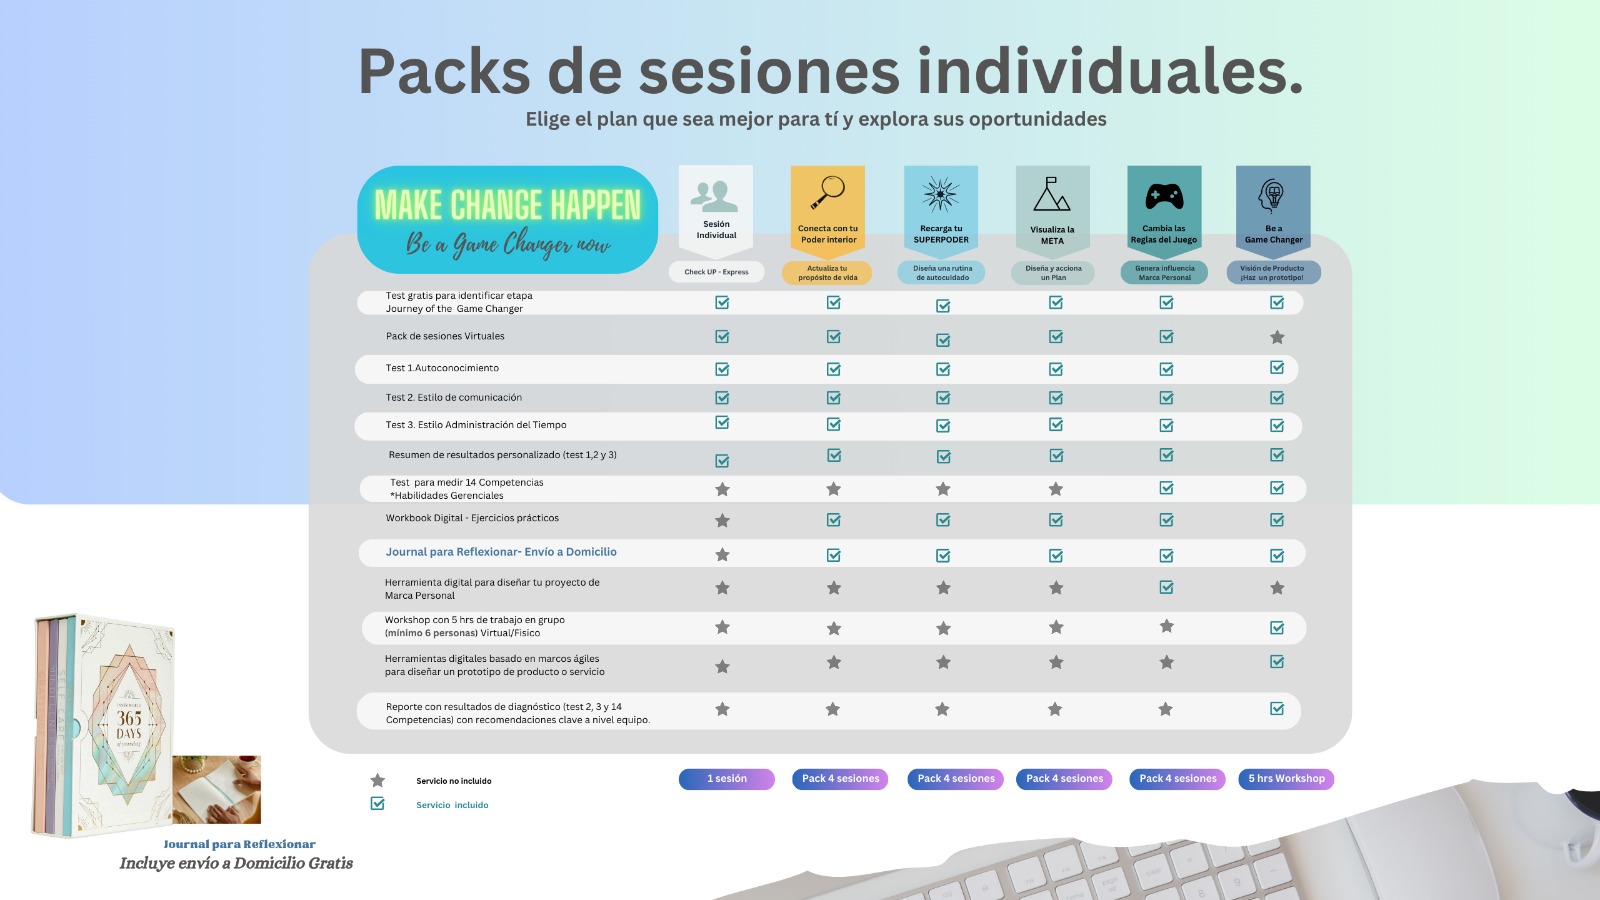 Packs de sesiones individuales.
Elige el plan que sea mejor para tí y explora sus oportunidades
MAKE CHANGE HAPPEN
Be a Game Changer now
Sesión
Individual
Conecta con tu
Poder interior
Recarga tu
SUPERPODER
Visualiza la
META
Cambia las
Reglas del Juego
Be a
Game Changer
Check UP - Express
Actualiza tu
propósito de vida
Diseña una rutina
de autocuidado
Diseña y acciona
un Plan
Genera influencia
Marca Personal
Visión de Producto
¡Haz un prototipo!
Test gratis para identificar etapa
Journey of the Game Changer
Pack de sesiones Virtuales
Test 1.Autoconocimiento
Test 2. Estilo de comunicación
Test 3. Estilo Administración del Tiempo
Resumen de resultados personalizado (test 1,2 y 3)
Test para medir 14 Competencias
*Habilidades Gerenciales
Workbook Digital - Ejercicios prácticos
Journal para Reflexionar- Envío a Domicilio
Herramienta digital para diseñar tu proyecto de
Marca Personal
Workshop con 5 hrs de trabajo en grupo
(mínimo 6 personas) Virtual/Fisico
Herramientas digitales basado en marcos ágiles
para diseñar un prototipo de producto o servicio
Reporte con resultados de diagnóstico (test 2, 3 y 14
Competencias) con recomendaciones clave a nivel equipo.
Servicio no incluido
Servicio incluido
1 sesión
Pack 4 sesiones
Pack 4 sesiones
Pack 4 sesiones
Pack 4 sesiones
5 hrs Workshop
365
DAYS
SELF CARE
Journal para Reflexionar
Incluye envío a Domicilio Gratis